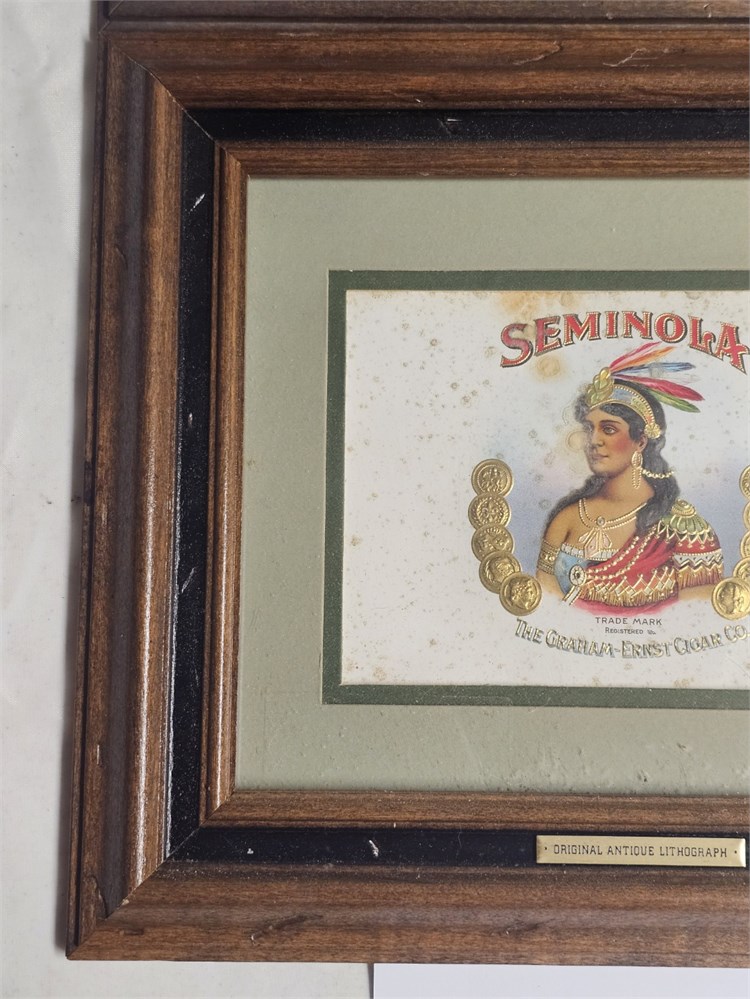 SEMINOLA
TRADE MARK
REGISTERED
THE GRAHAM-ERNST CIGAR CO.
· ORIGINAL ANTIQUE LITHOGRAPH ·